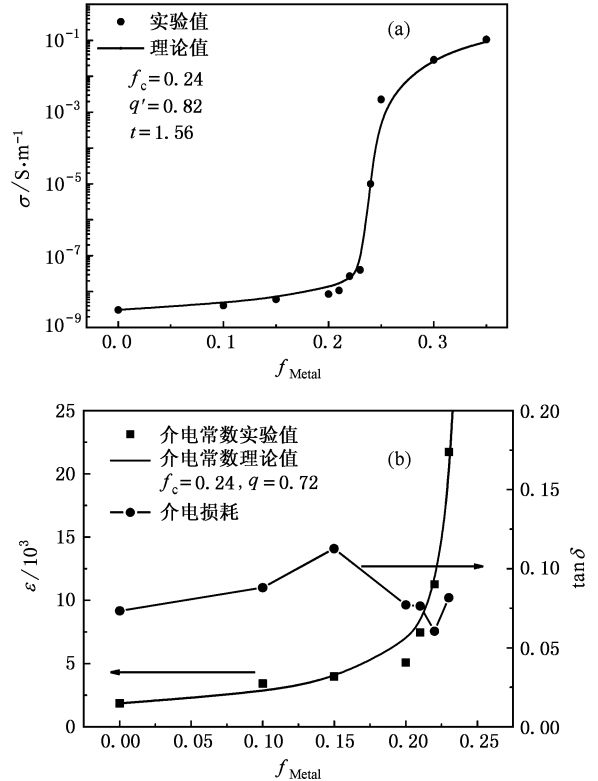 实验值
(a)
理论值
f_c=0.24
q'=0.82
t=1.56
10⁻¹
10⁻³
10⁻⁵
10⁻⁷
10⁻⁹
σ/S·m⁻¹
0.0 0.1 0.2 0.3
f_Metal
25 0.20
介电常数实验值
介电常数理论值 (b)
f_c=0.24, q=0.72
介电损耗
20 0.15
15
ε/10³ 0.10 tanδ
10
5 0.05
0 0.00
0.00 0.05 0.10 0.15 0.20 0.25
f_Metal